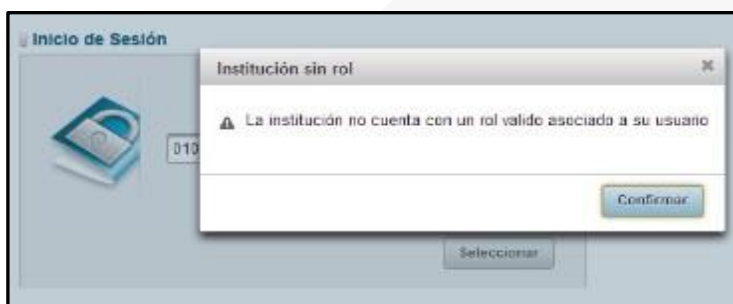 Inicio de Sesión
Institución sin rol
La institución no cuenta con un rol valido asociado a su usuario
010
Confirmar
Seleccionar